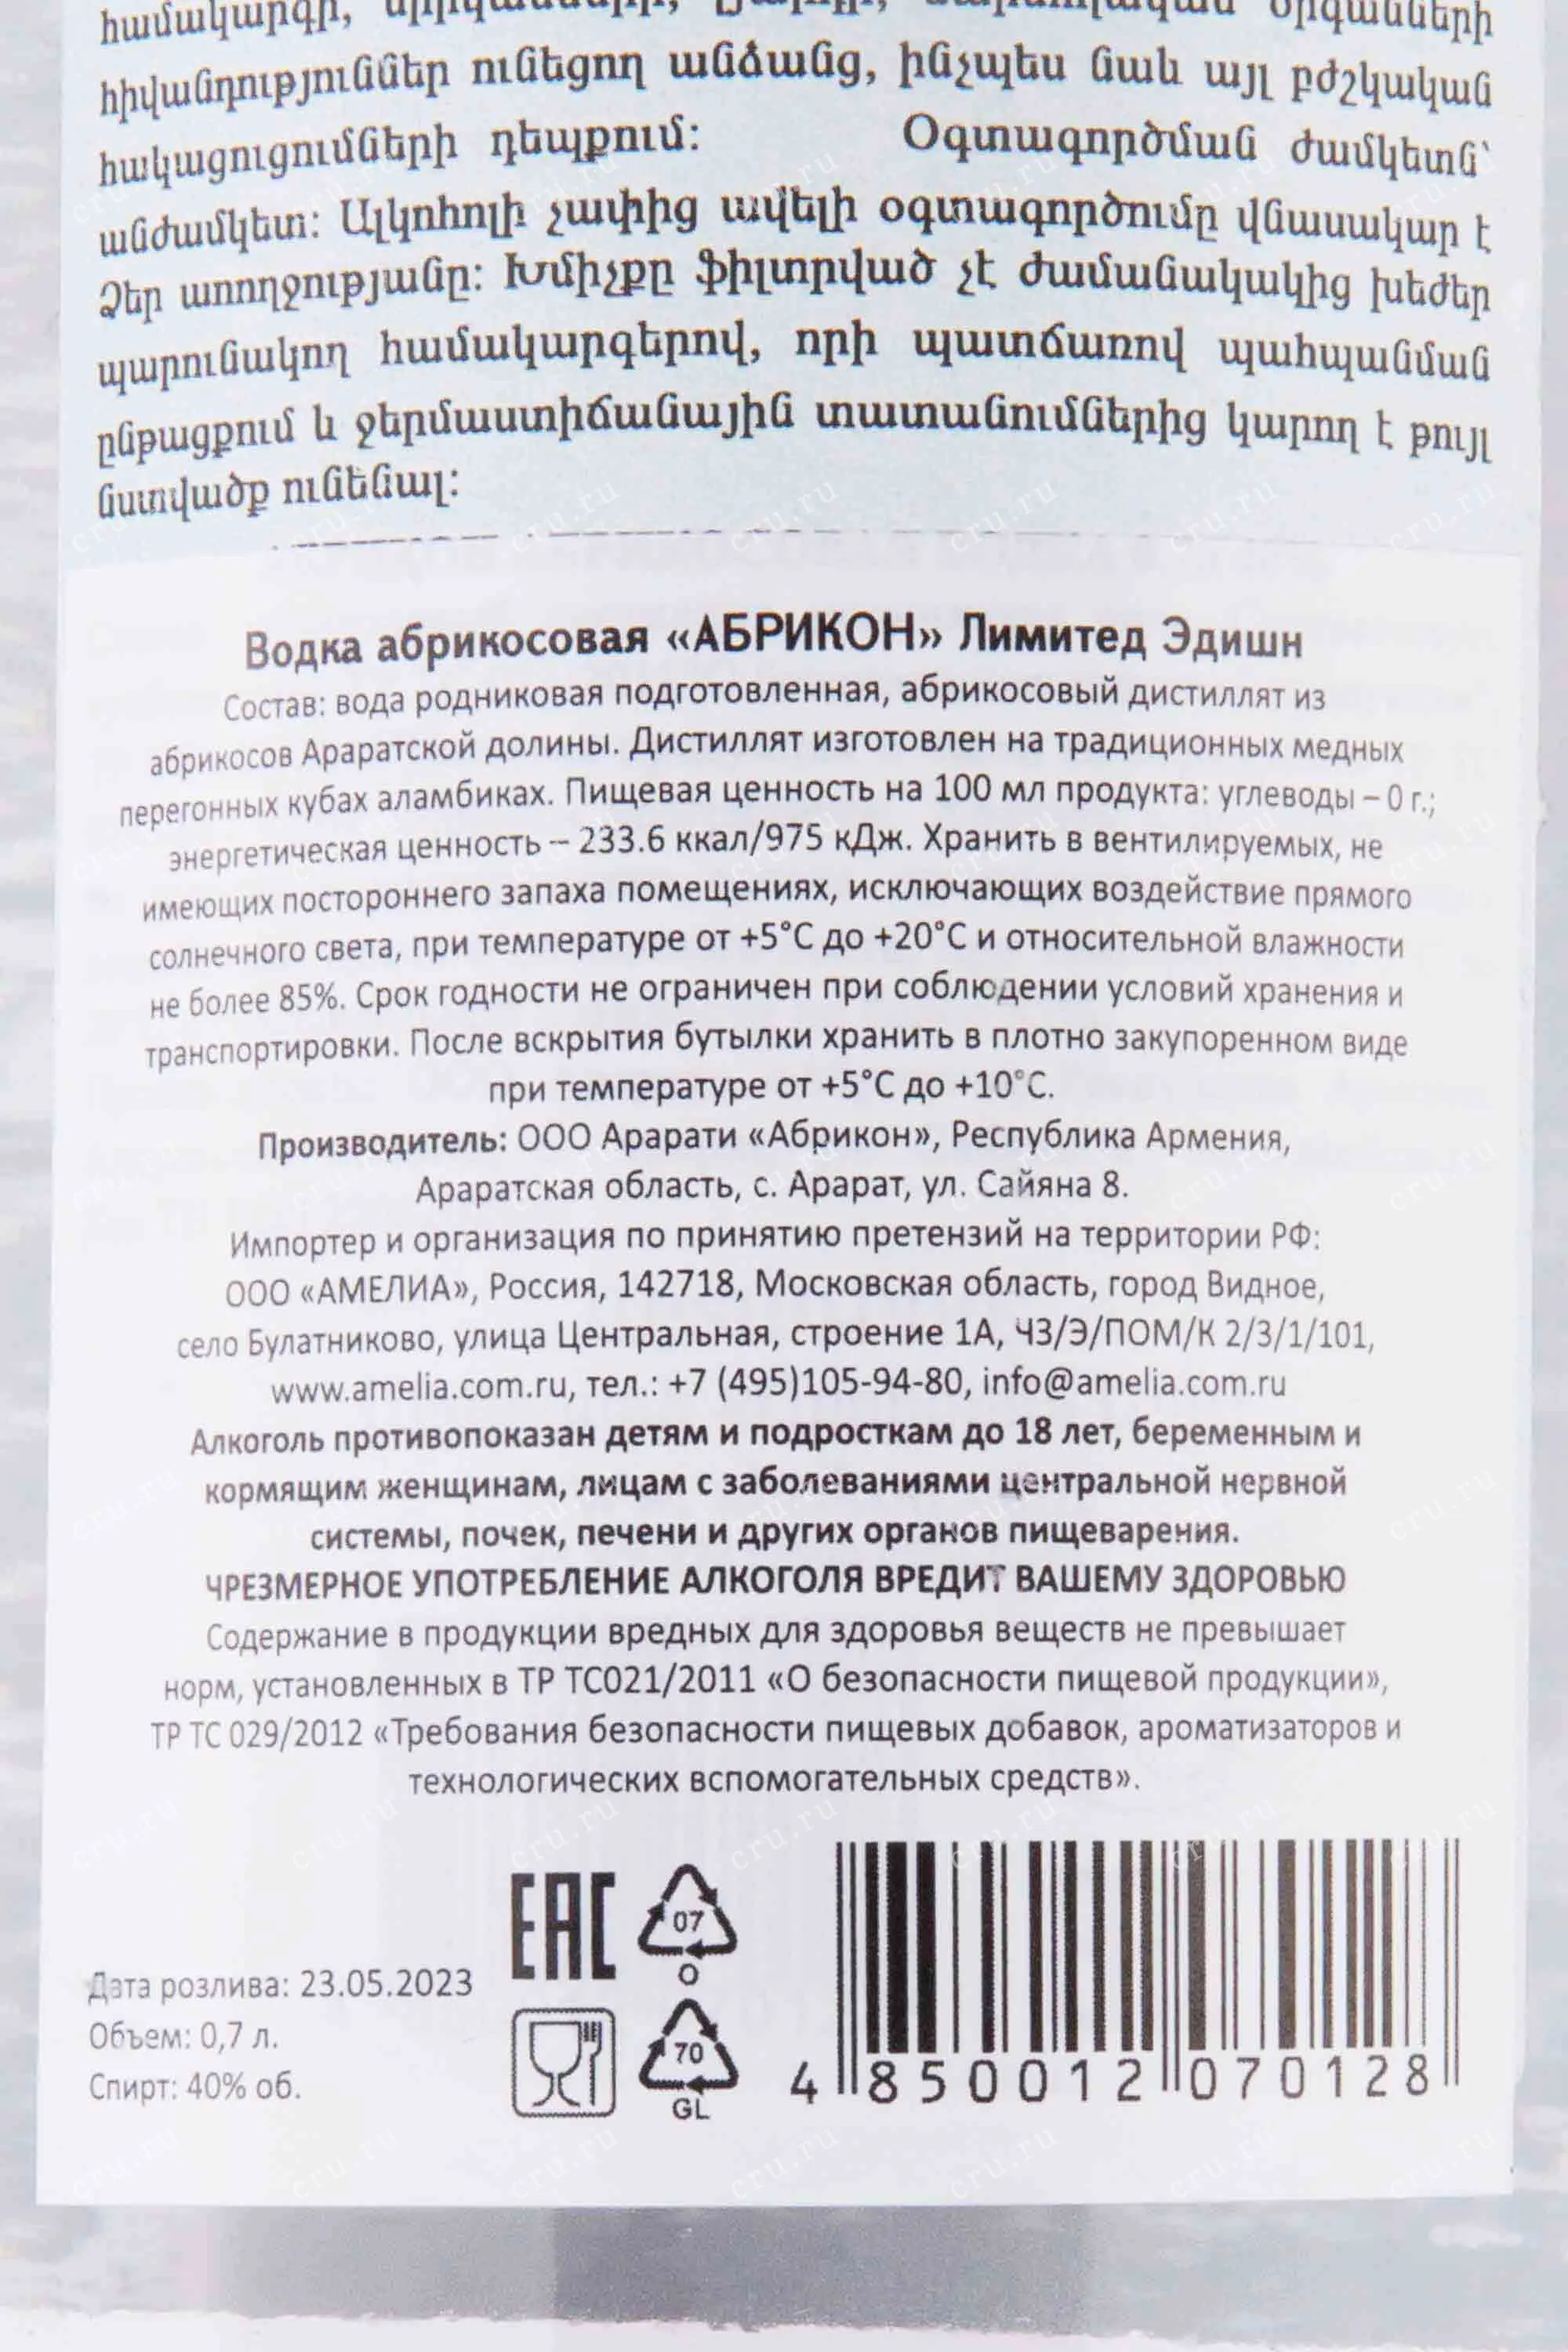 հիվանդություններ ունեցող անձանց, ինչպես նաև այլ բժշկական
հակացուցումների դեպքում: Օգտագործման ժամկետն՝
անժամկետ: Ալկոհոլի չափից ավելի օգտագործումը վնասակար է
Ձեր առողջությանը: Խմիչքը ֆիլտրված չէ ժամանակակից խեժեր
պարունակող համակարգերով, որի պատճառով պահպանման
ընթացքում և ջերմաստիճանային տատանումներից կարող է թույլ
նստվածք ունենալ:
Водка абрикосовая «АБРИКОН» Лимитед Эдишн
Состав: вода родниковая подготовленная, абрикосовый дистиллят из
абрикосов Араратской долины. Дистиллят изготовлен на традиционных медных
перегонных кубах аламбиках. Пищевая ценность на 100 мл продукта: углеводы – 0 г.;
энергетическая ценность – 233.6 ккал/975 кДж. Хранить в вентилируемых, не
имеющих постороннего запаха помещениях, исключающих воздействие прямого
солнечного света, при температуре от +5°C до +20°C и относительной влажности
не более 85%. Срок годности не ограничен при соблюдении условий хранения и
транспортировки. После вскрытия бутылки хранить в плотно закупоренном виде
при температуре от +5°C до +10°C.
Производитель: ООО Арарати «Абрикон», Республика Армения,
Араратская область, с. Арарат, ул. Сайяна 8.
Импортер и организация по принятию претензий на территории РФ:
ООО «АМЕЛИА», Россия, 142718, Московская область, город Видное,
село Булатниково, улица Центральная, строение 1А, ЧЗ/Э/ПОМ/К 2/3/1/101,
www.amelia.com.ru, тел.: +7 (495)105-94-80, info@amelia.com.ru
Алкоголь противопоказан детям и подросткам до 18 лет, беременным и
кормящим женщинам, лицам с заболеваниями центральной нервной
системы, почек, печени и других органов пищеварения.
ЧРЕЗМЕРНОЕ УПОТРЕБЛЕНИЕ АЛКОГОЛЯ ВРЕДИТ ВАШЕМУ ЗДОРОВЬЮ
Содержание в продукции вредных для здоровья веществ не превышает
норм, установленных в ТР ТС021/2011 «О безопасности пищевой продукции»,
ТР ТС 029/2012 «Требования безопасности пищевых добавок, ароматизаторов и
технологических вспомогательных средств».
EAC
07
O
Дата розлива: 23.05.2023
Объем: 0,7 л.
Спирт: 40% об.
70
GL
4 850012 070128
cru.ru